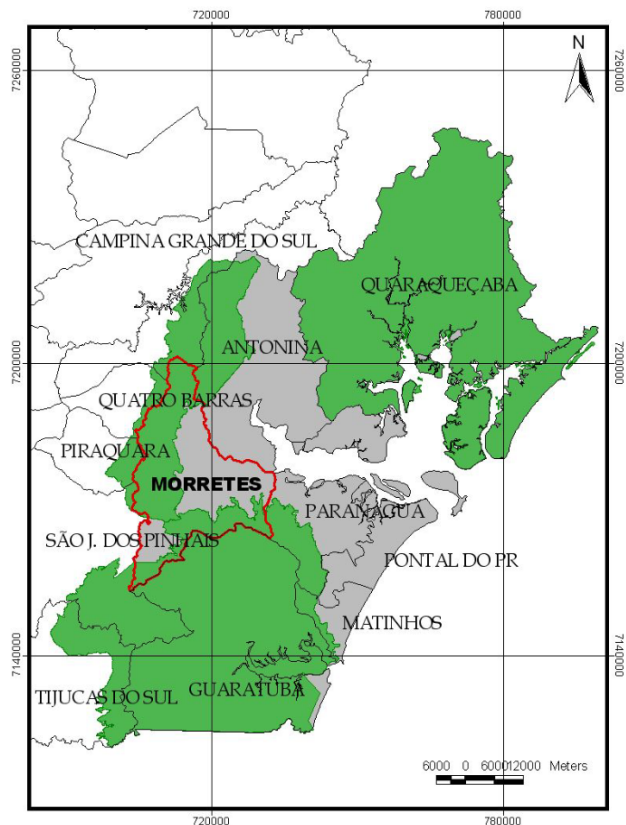 720000 780000
7260000 7260000
N
CAMPINA GRANDE DO SUL
QUARAQUEÇABA
ANTONINA
7200000 7200000
QUATRO BARRAS
PIRAQUARA
MORRETES
PARANAGUA
SÃO J. DOS PINHAIS
PONTAL DO PR
MATINHOS
7140000 7140000
GUARATUBA
TIJUCAS DO SUL
6000 0 600012000 Meters
720000 780000